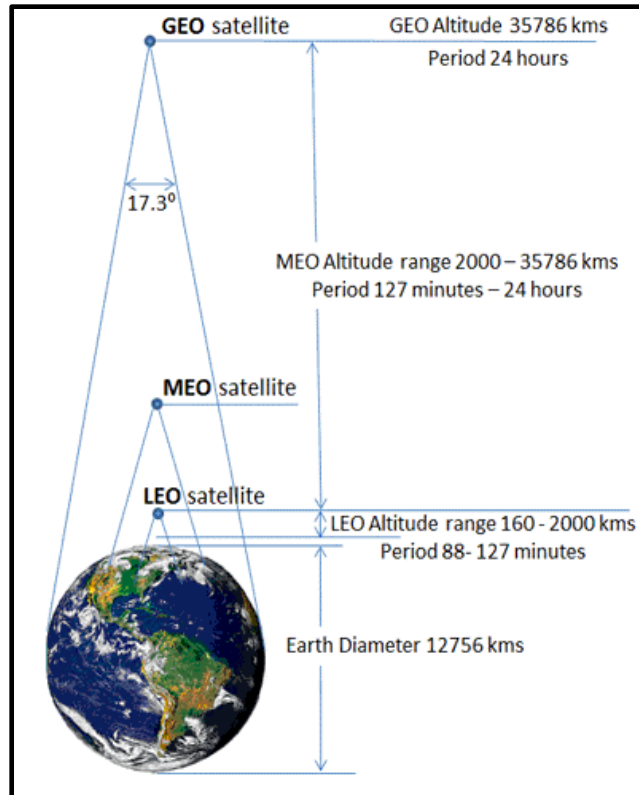 GEO satellite
GEO Altitude 35786 kms
Period 24 hours
17.3⁰
MEO Altitude range 2000 – 35786 kms
Period 127 minutes – 24 hours
MEO satellite
LEO satellite
LEO Altitude range 160 - 2000 kms
Period 88- 127 minutes
Earth Diameter 12756 kms